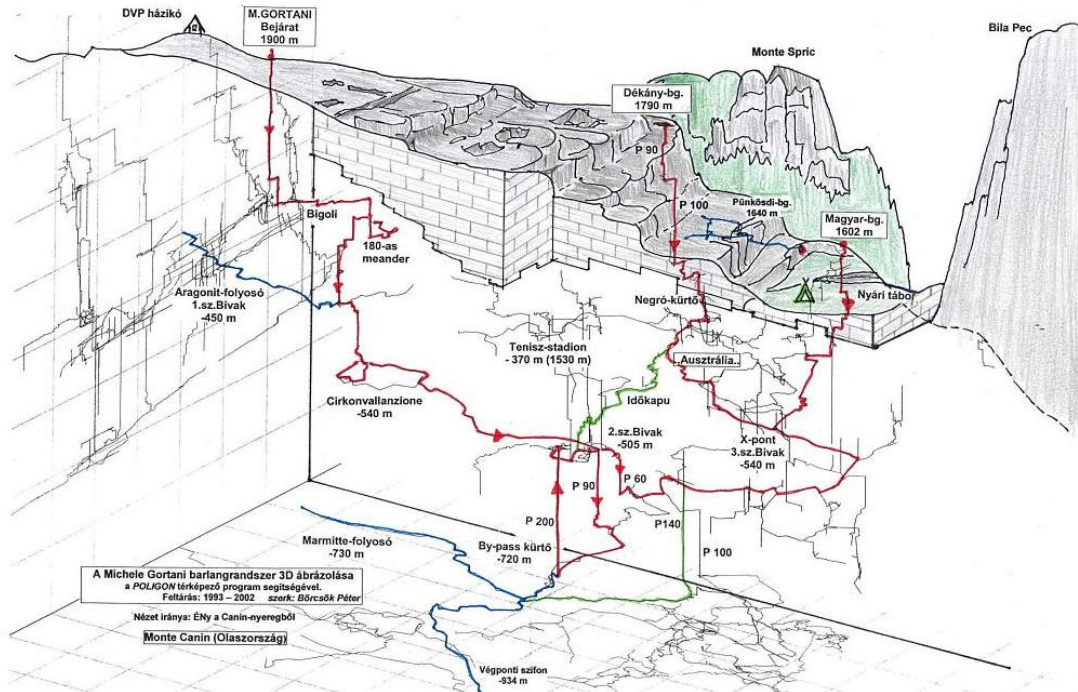 DVP házikó
M.GORTANI
Bejárat
1900 m
Monte Spric
Bila Pec
Dékány-bg.
1790 m
P 90
P 100
Pünkösdi-bg.
1640 m
Magyar-bg.
1602 m
Bigoli
180-as
meander
Nyári tábor
Aragonit-folyosó
1.sz.Bivak
-450 m
Negró-kürtő
Tenisz-stadion
- 370 m (1530 m)
..Ausztrália..
Cirkonvallanzione
-540 m
Időkapu
2.sz.Bivak
-505 m
X-pont
3.sz.Bivak
-540 m
P 90
P 60
P 200
P140
P 100
Marmitte-folyosó
-730 m
By-pass kürtő
-720 m
A Michele Gortani barlangrandszer 3D ábrázolása
a POLIGON térképező program segitségével.
Feltárás: 1993 – 2002 szerk: Börcsök Péter
Nézet iránya: ÉNy a Canin-nyeregből
Monte Canin (Olaszország)
Végponti szifon
-934 m